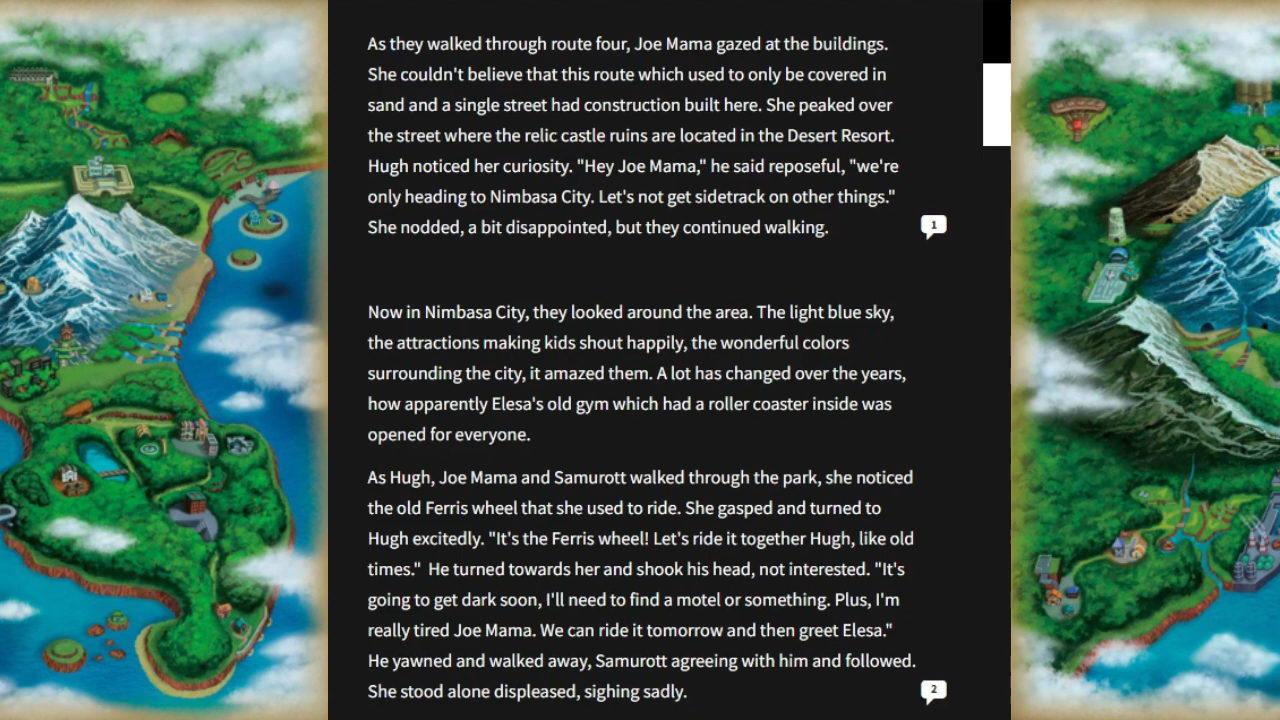 As they walked through route four, Joe Mama gazed at the buildings.
She couldn't believe that this route which used to only be covered in
sand and a single street had construction built here. She peaked over
the street where the relic castle ruins are located in the Desert Resort.
Hugh noticed her curiosity. "Hey Joe Mama," he said reposeful, "we're
only heading to Nimbasa City. Let's not get sidetrack on other things."
She nodded, a bit disappointed, but they continued walking.
1
Now in Nimbasa City, they looked around the area. The light blue sky,
the attractions making kids shout happily, the wonderful colors
surrounding the city, it amazed them. A lot has changed over the years,
how apparently Elesa's old gym which had a roller coaster inside was
opened for everyone.
As Hugh, Joe Mama and Samurott walked through the park, she noticed
the old Ferris wheel that she used to ride. She gasped and turned to
Hugh excitedly. "It's the Ferris wheel! Let's ride it together Hugh, like old
times."  He turned towards her and shook his head, not interested. "It's
going to get dark soon, I'll need to find a motel or something. Plus, I'm
really tired Joe Mama. We can ride it tomorrow and then greet Elesa."
He yawned and walked away, Samurott agreeing with him and followed.
She stood alone displeased, sighing sadly.
2